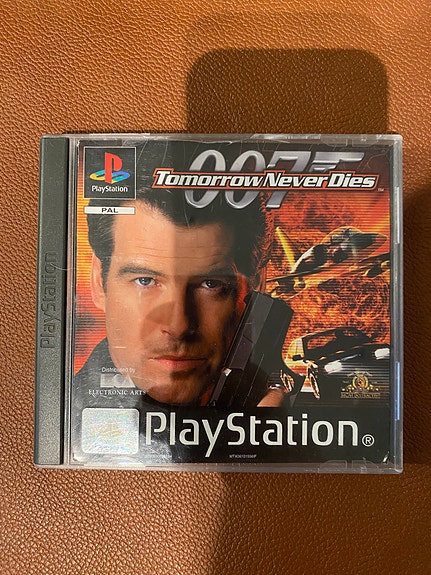 007
Tomorrow Never Dies
PlayStation
PAL
PlayStation
Distributed by
ELECTRONIC ARTS
PlayStation®